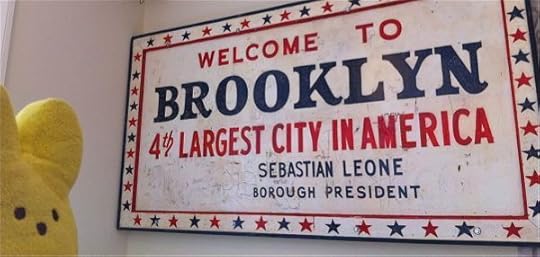 WELCOME TO
BROOKLYN
4th LARGEST CITY IN AMERICA
SEBASTIAN LEONE
BOROUGH PRESIDENT